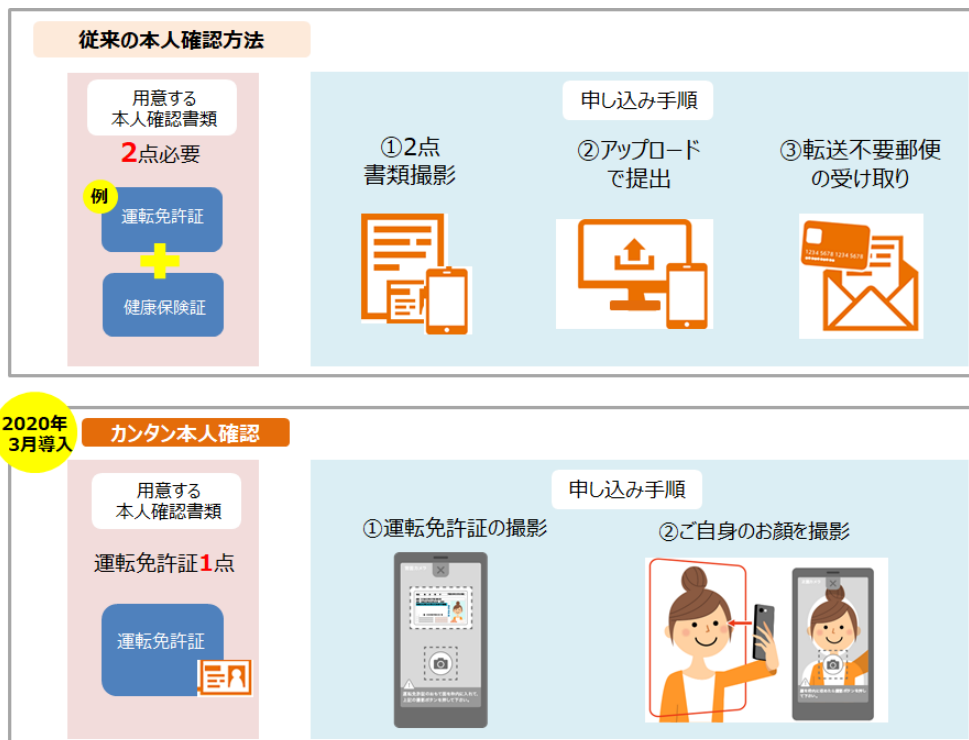 従来の本人確認方法
用意する
本人確認書類
2点必要
例
運転免許証
健康保険証
申し込み手順
①2点
書類撮影
②アップロード
で提出
③転送不要郵便
の受け取り
1234 5678 1234 5678
2020年
3月導入
カンタン本人確認
用意する
本人確認書類
運転免許証1点
運転免許証
申し込み手順
①運転免許証の撮影
②ご自身のお顔を撮影